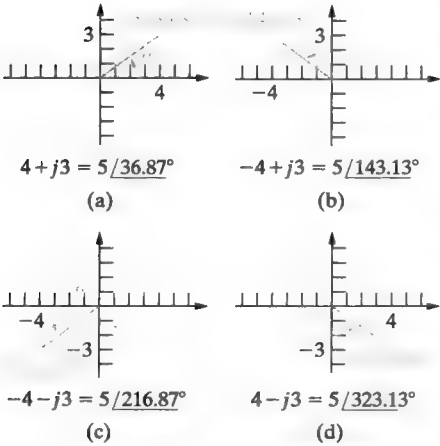 3
3
4
−4
4+j3 = 5/36.87°
−4+j3 = 5/143.13°
(a)
(b)
−4
4
−3
−3
−4−j3 = 5/216.87°
4−j3 = 5/323.13°
(c)
(d)